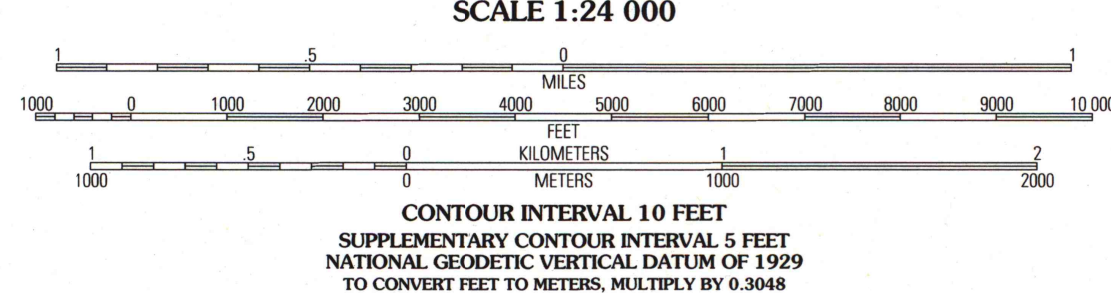 SCALE 1:24 000
1 .5 0 1
MILES
1000 0 1000 2000 3000 4000 5000 6000 7000 8000 9000 10 000
FEET
1 .5 0 KILOMETERS 1 2
1000 0 METERS 1000 2000
CONTOUR INTERVAL 10 FEET
SUPPLEMENTARY CONTOUR INTERVAL 5 FEET
NATIONAL GEODETIC VERTICAL DATUM OF 1929
TO CONVERT FEET TO METERS, MULTIPLY BY 0.3048